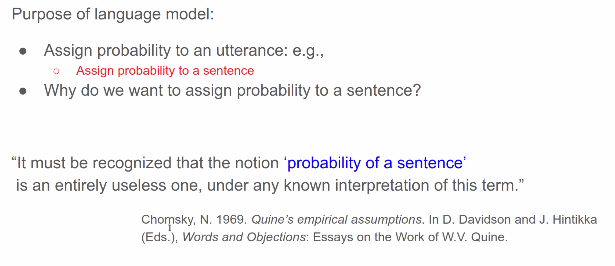 Purpose of language model:
● Assign probability to an utterance: e.g.,
○ Assign probability to a sentence
● Why do we want to assign probability to a sentence?
“It must be recognized that the notion ‘probability of a sentence’
is an entirely useless one, under any known interpretation of this term.”
Chomsky, N. 1969. Quine’s empirical assumptions. In D. Davidson and J. Hintikka
(Eds.), Words and Objections: Essays on the Work of W.V. Quine.